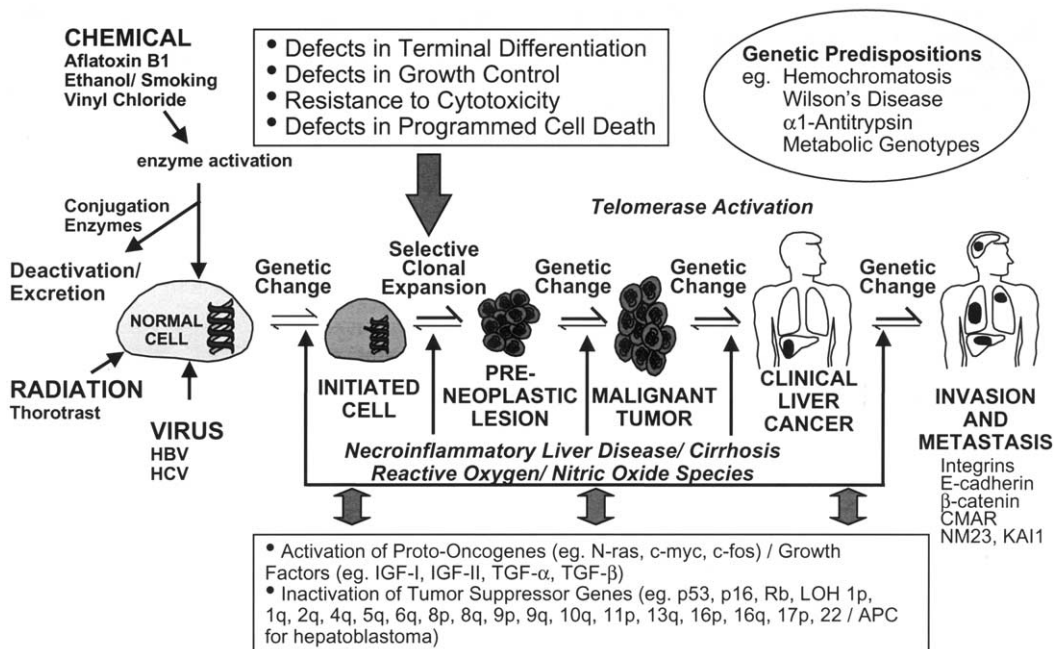 CHEMICAL
Aflatoxin B1
Ethanol/ Smoking
Vinyl Chloride
enzyme activation
Conjugation
Enzymes
Deactivation/
Excretion
NORMAL
CELL
RADIATION
Thorotrast
VIRUS
HBV
HCV
• Defects in Terminal Differentiation
• Defects in Growth Control
• Resistance to Cytotoxicity
• Defects in Programmed Cell Death
Genetic Predispositions
eg. Hemochromatosis
Wilson's Disease
α1-Antitrypsin
Metabolic Genotypes
Telomerase Activation
Genetic
Change
Selective
Clonal
Expansion
Genetic
Change
Genetic
Change
Genetic
Change
INITIATED
CELL
PRE-
NEOPLASTIC
LESION
MALIGNANT
TUMOR
CLINICAL
LIVER
CANCER
INVASION
AND
METASTASIS
Integrins
E-cadherin
β-catenin
CMAR
NM23, KAI1
Necroinflammatory Liver Disease/ Cirrhosis
Reactive Oxygen/ Nitric Oxide Species
• Activation of Proto-Oncogenes (eg. N-ras, c-myc, c-fos) / Growth
Factors (eg. IGF-I, IGF-II, TGF-α, TGF-β)
• Inactivation of Tumor Suppressor Genes (eg. p53, p16, Rb, LOH 1p,
1q, 2q, 4q, 5q, 6q, 8p, 8q, 9p, 9q, 10q, 11p, 13q, 16p, 16q, 17p, 22 / APC
for hepatoblastoma)